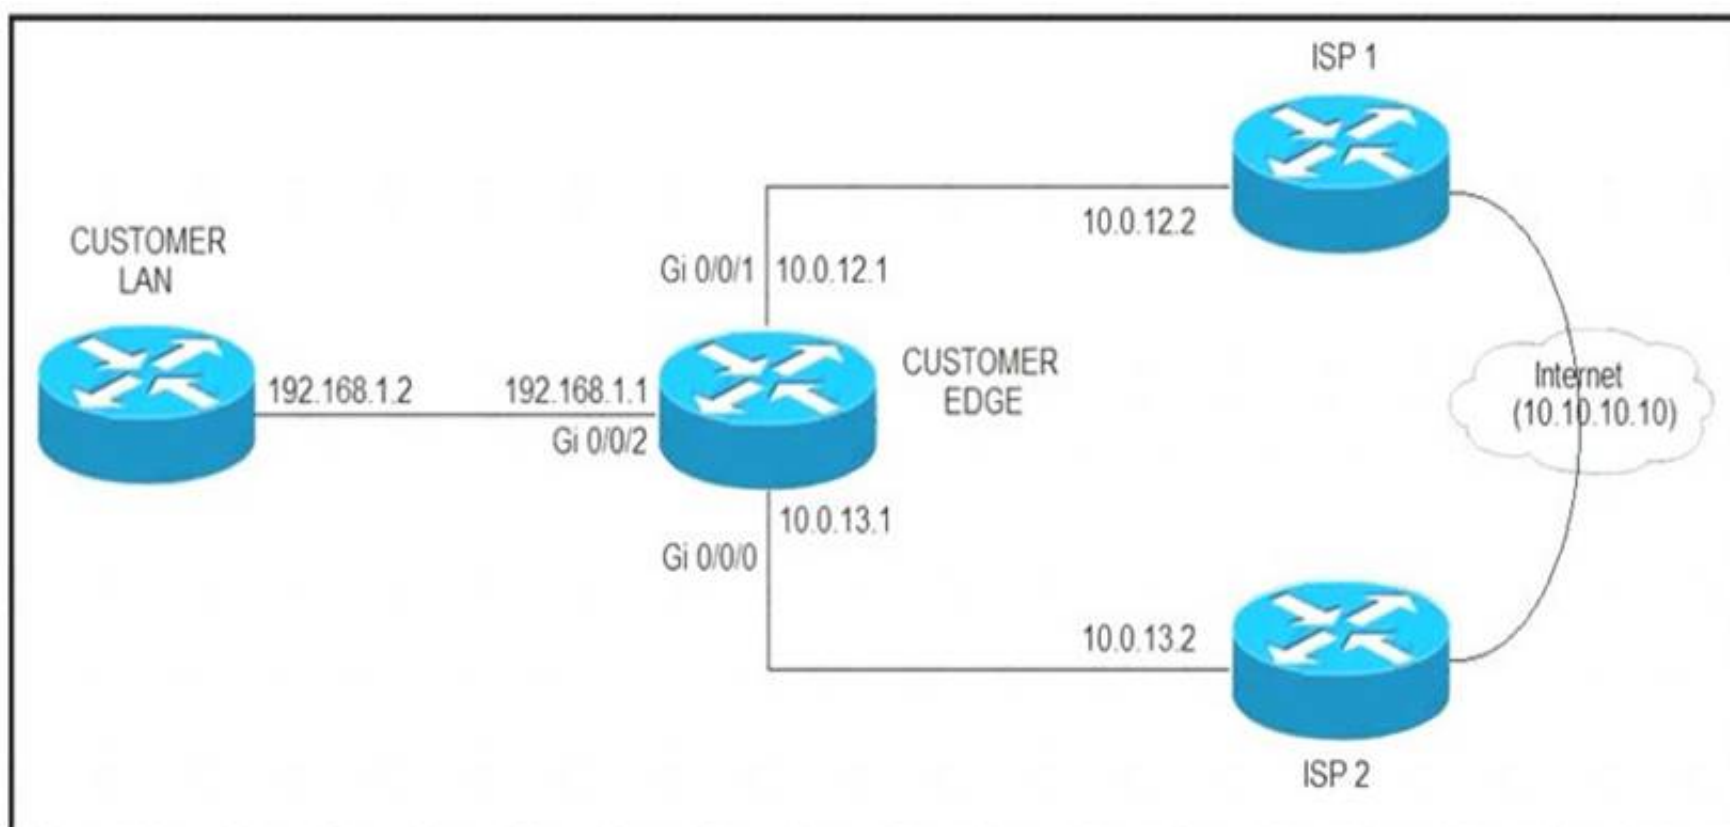 ISP 1
10.0.12.2
CUSTOMER
LAN
Gi 0/0/1 10.0.12.1
192.168.1.2
192.168.1.1
Gi 0/0/2
CUSTOMER
EDGE
Internet
(10.10.10.10)
10.0.13.1
Gi 0/0/0
10.0.13.2
ISP 2